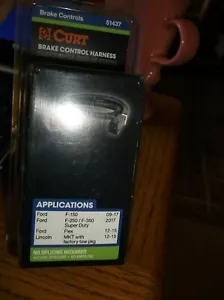 Brake Controls 51437
CURT
BRAKE CONTROL HARNESS
APPLICATIONS
Ford F-150 09-17
Ford F-250 / F-350 Super Duty 2017
Ford Flex 12-15
Lincoln MKT with factory tow pkg 12-15
NO SPLICING NECESSARY